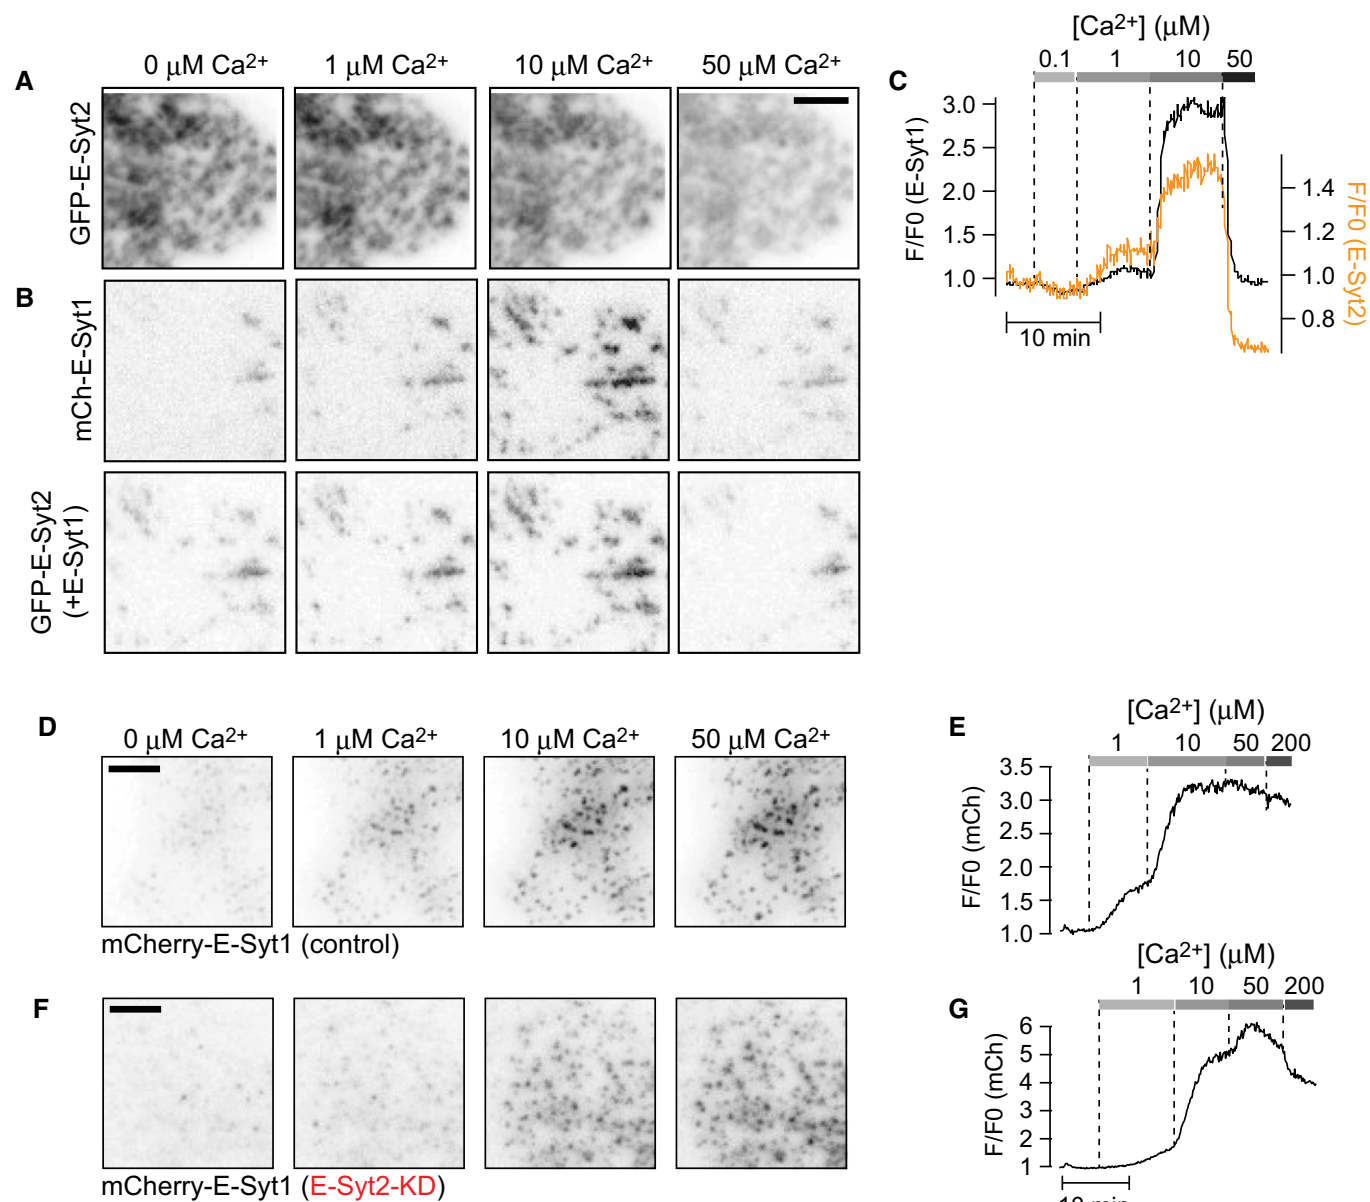 A
0 μM Ca²⁺ 1 μM Ca²⁺ 10 μM Ca²⁺ 50 μM Ca²⁺
GFP-E-Syt2
B
mCh-E-Syt1
GFP-E-Syt2
(+E-Syt1)
C
[Ca²⁺] (μM)
0.1 1 10 50
F/F0 (E-Syt1)
3.0
2.5
2.0
1.5
1.0
1.4
1.2
1.0
0.8
F/F0 (E-Syt2)
10 min
D
0 μM Ca²⁺ 1 μM Ca²⁺ 10 μM Ca²⁺ 50 μM Ca²⁺
mCherry-E-Syt1 (control)
E
[Ca²⁺] (μM)
1 10 50 200
F/F0 (mCh)
3.5
3.0
2.5
2.0
1.5
1.0
F
mCherry-E-Syt1 (E-Syt2-KD)
G
[Ca²⁺] (μM)
1 10 50 200
F/F0 (mCh)
6
5
4
3
2
1
10 min